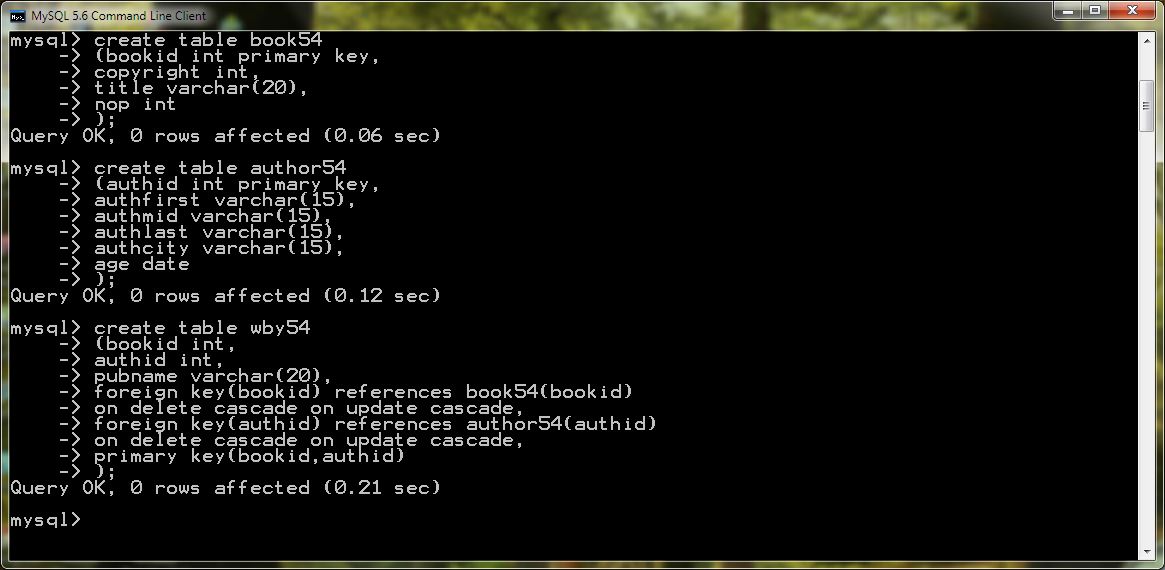 MySQL 5.6 Command Line Client
mysql> create table book54
    -> (bookid int primary key,
    -> copyright int,
    -> title varchar(20),
    -> nop int
    -> );
Query OK, 0 rows affected (0.06 sec)
mysql> create table author54
    -> (authid int primary key,
    -> authfirst varchar(15),
    -> authmid varchar(15),
    -> authlast varchar(15),
    -> authcity varchar(15),
    -> age date
    -> );
Query OK, 0 rows affected (0.12 sec)
mysql> create table wby54
    -> (bookid int,
    -> authid int,
    -> pubname varchar(20),
    -> foreign key(bookid) references book54(bookid)
    -> on delete cascade on update cascade,
    -> foreign key(authid) references author54(authid)
    -> on delete cascade on update cascade,
    -> primary key(bookid,authid)
    -> );
Query OK, 0 rows affected (0.21 sec)
mysql>